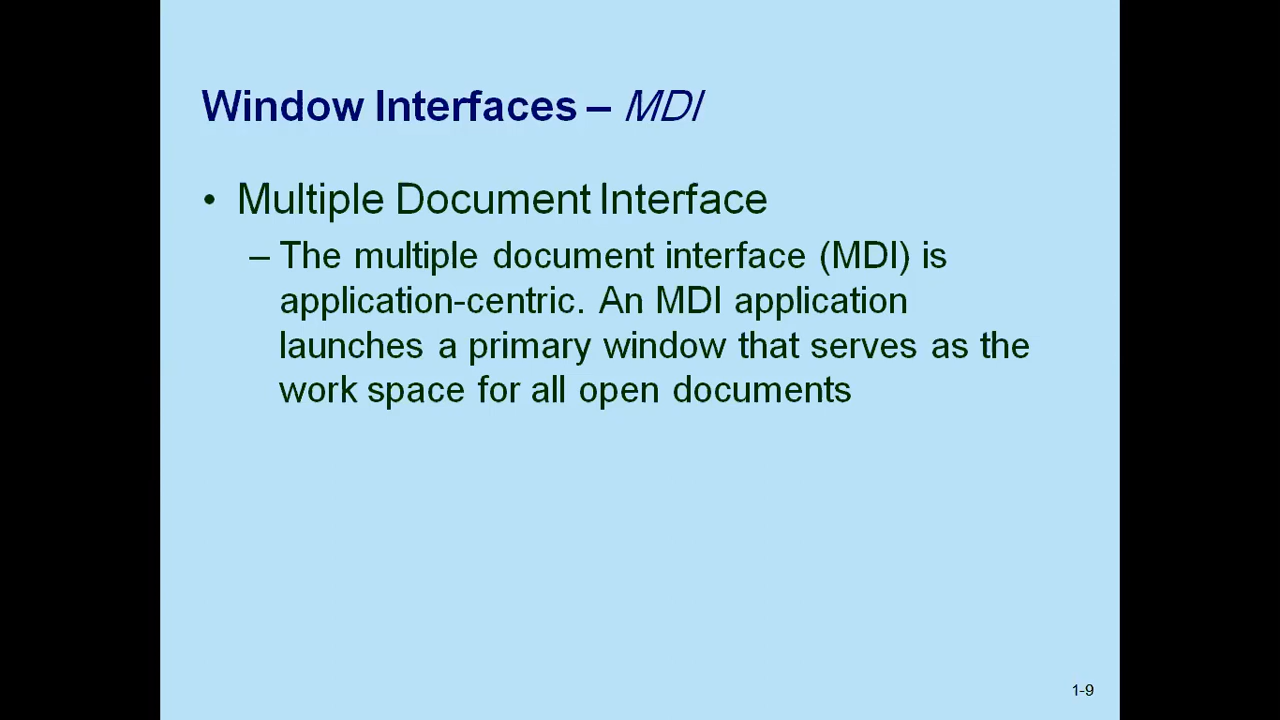 Window Interfaces – MDI
• Multiple Document Interface
– The multiple document interface (MDI) is
application-centric. An MDI application
launches a primary window that serves as the
work space for all open documents
1-9